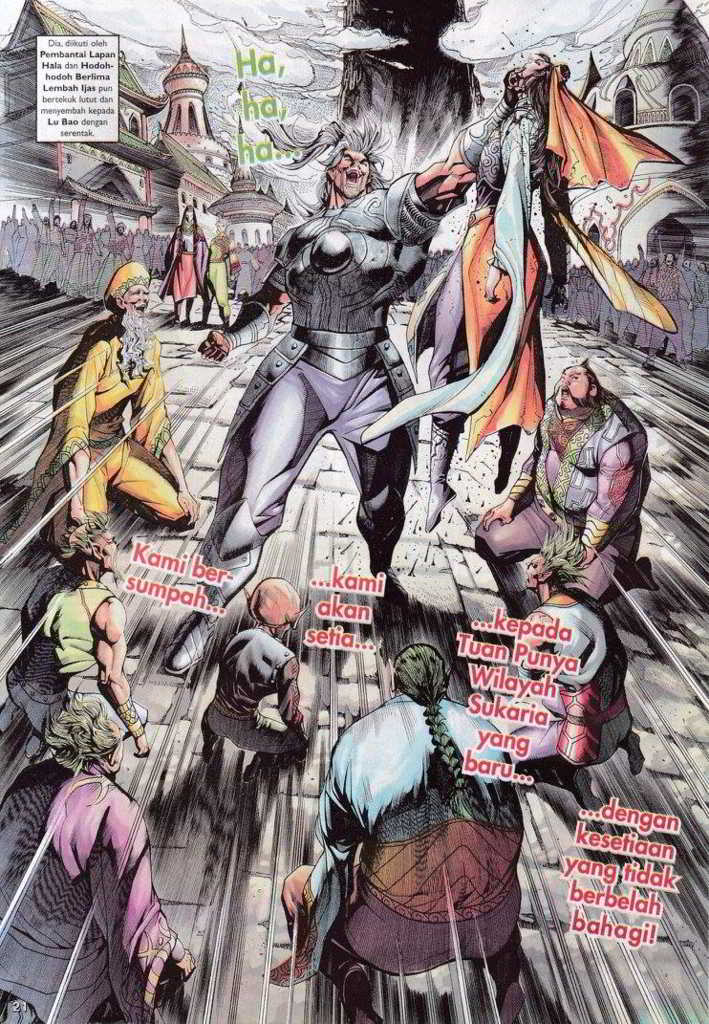 Dia, diikuti oleh
Pembantai Lapan
Hala dan Hodoh-
hodoh Berlima
Lembah Ijas pun
bertekuk lutut dan
menyembah kepada
Lu Bao dengan
serentak.
Ha,
ha,
ha...
Kami ber-
sumpah...
...kami
akan
setia...
...kepada
Tuan Punya
Wilayah
Sukaria
yang
baru...
...dengan
kesetiaan
yang tidak
berbelah
bahagi!
21